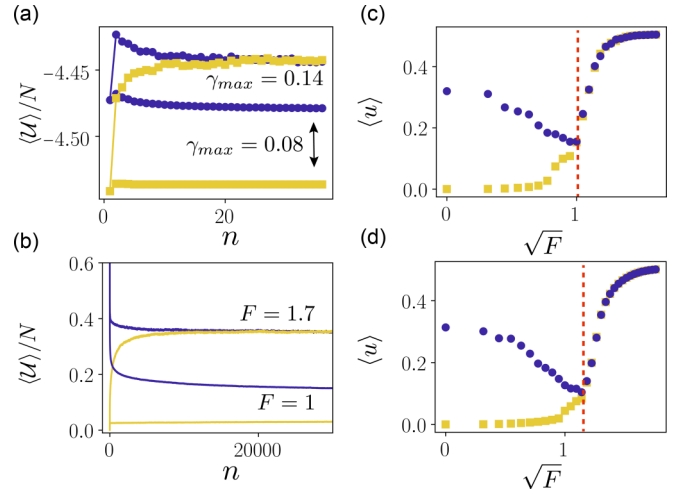 (a)
⟨U⟩/N
−4.45
−4.50
γmax = 0.14
γmax = 0.08
0
20
n
(b)
⟨U⟩/N
0.6
0.4
0.2
0.0
F = 1.7
F = 1
0
20000
n
(c)
⟨u⟩
0.4
0.2
0.0
0
1
√F
(d)
⟨u⟩
0.4
0.2
0.0
0
1
√F